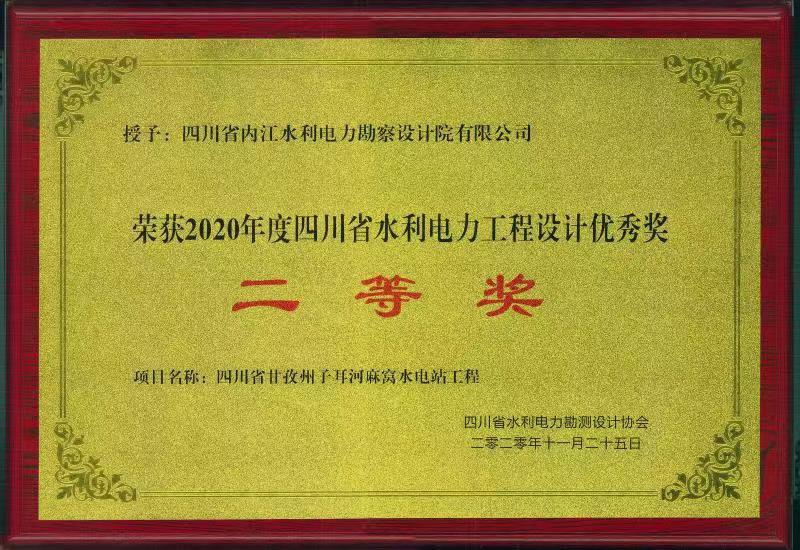 授予：四川省内江水利电力勘察设计院有限公司
荣获2020年度四川省水利电力工程设计优秀奖
二等奖
项目名称：四川省甘孜州子耳河麻窝水电站工程
四川省水利电力勘测设计协会
二零二零年十一月二十五日